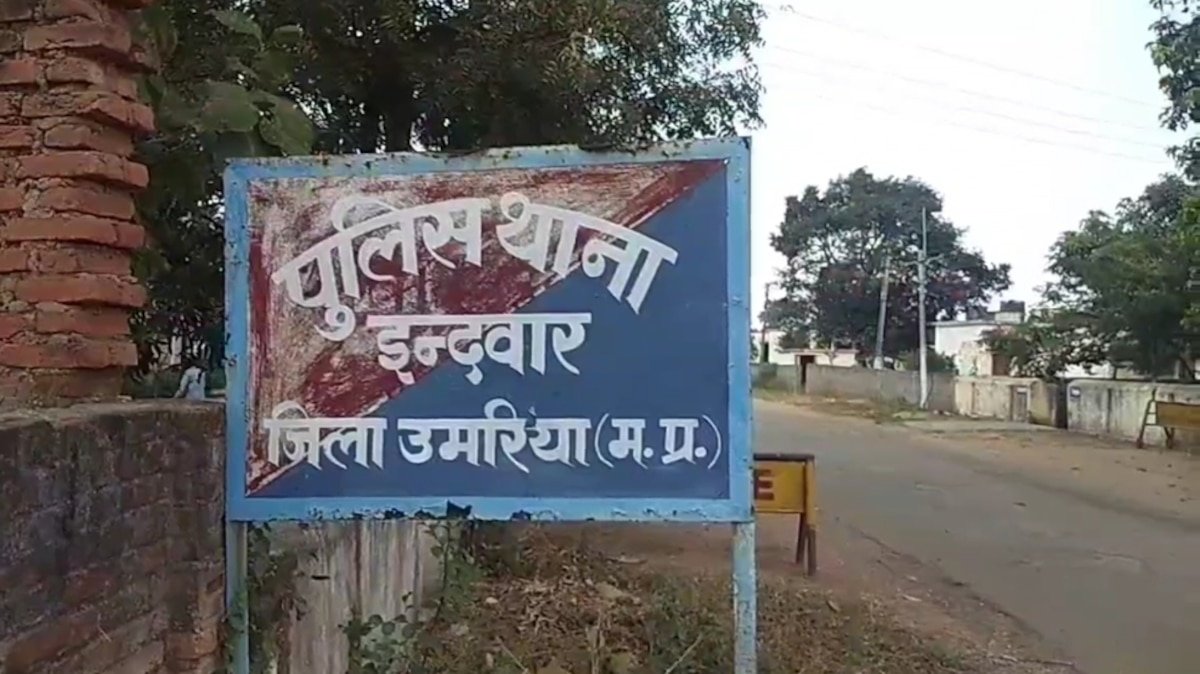 पुलिस थाना
इन्दवार
जिला उमरिया (म. प्र.)
E